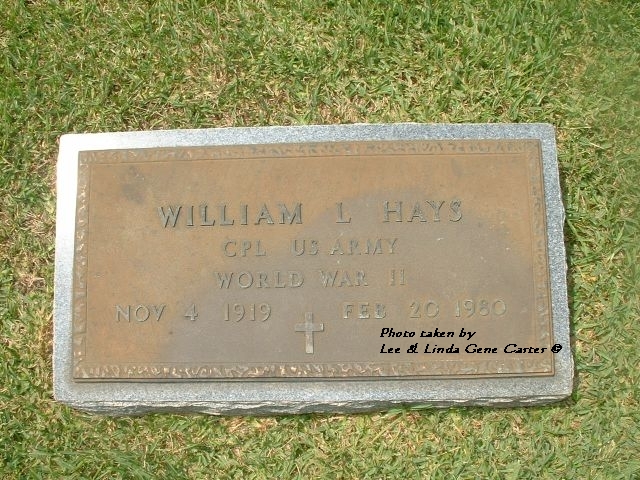 WILLIAM L HAYS
CPL US ARMY
WORLD WAR II
NOV 4 1919 FEB 20 1980
Photo taken by
Lee & Linda Gene Carter ©